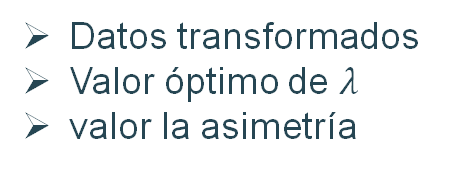 ➢ Datos transformados
➢ Valor óptimo de λ
➢ valor la asimetría